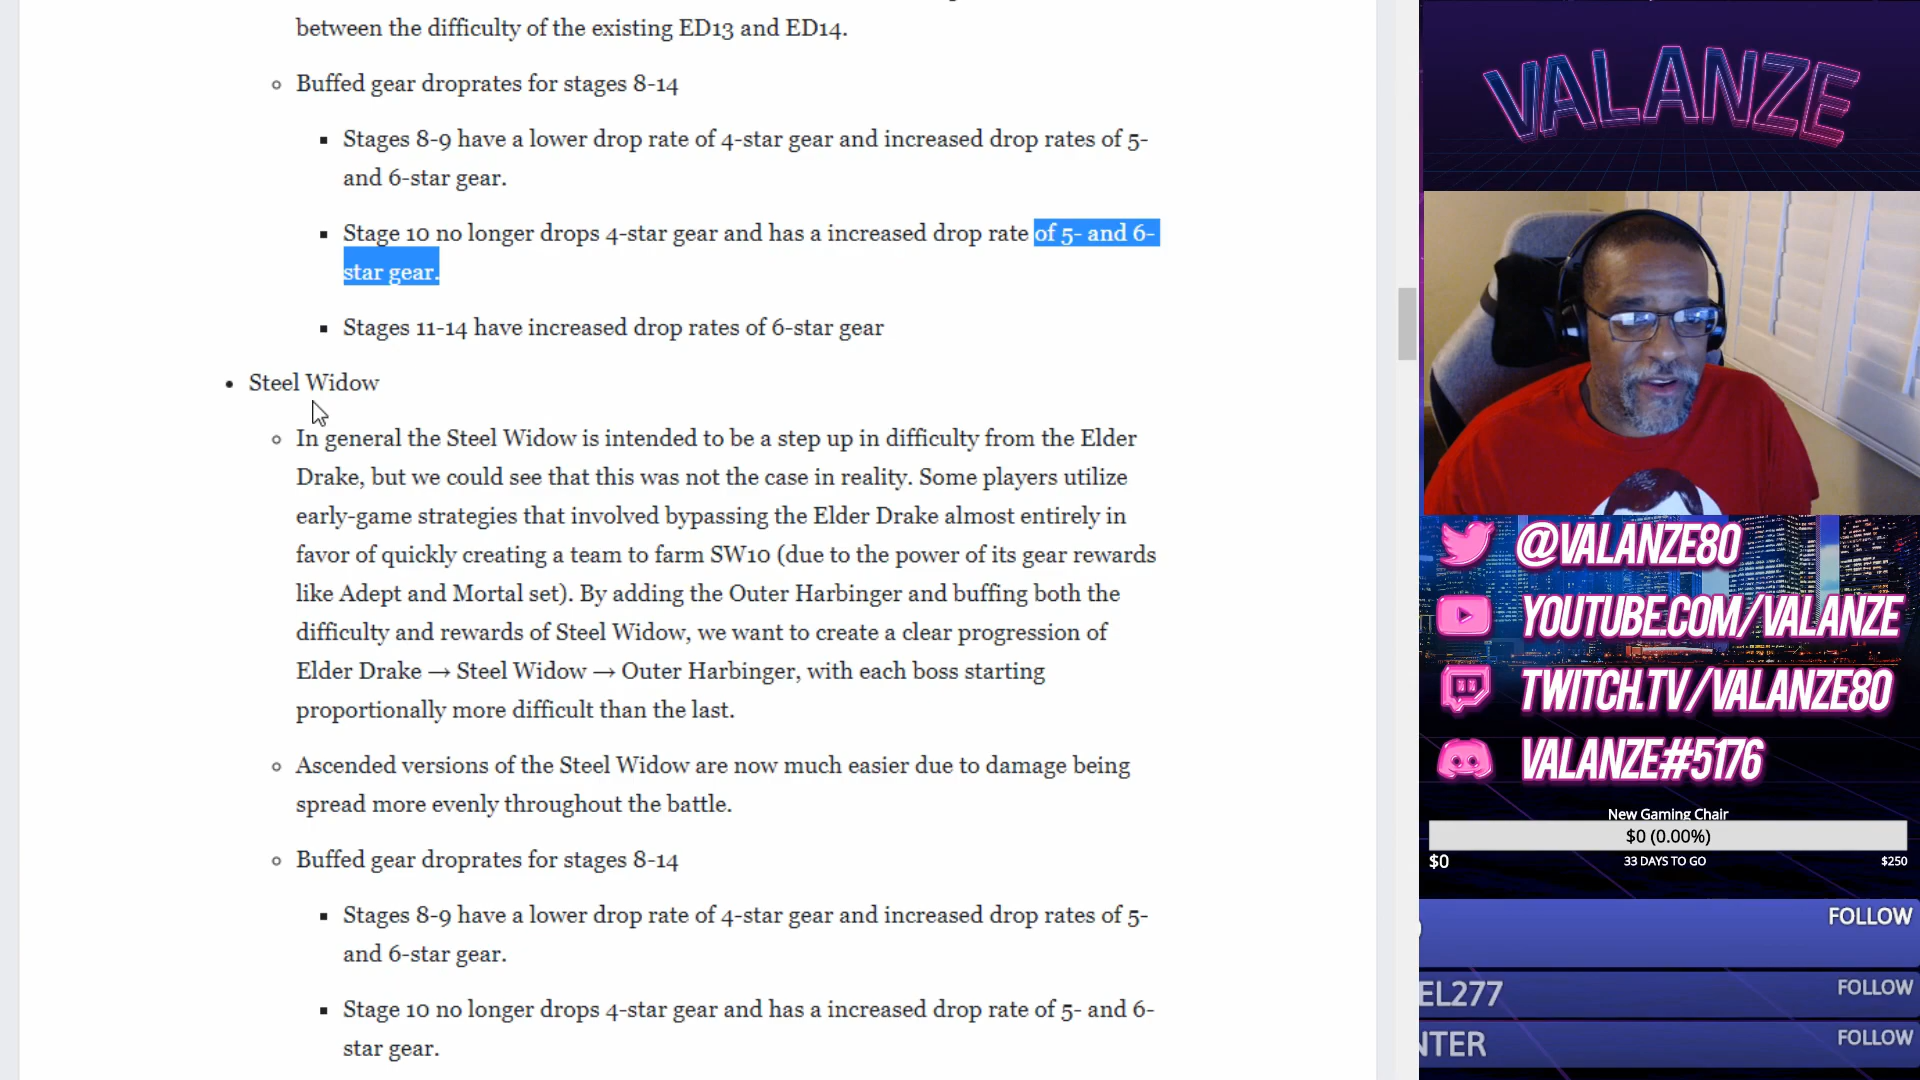 between the difficulty of the existing ED13 and ED14.
Buffed gear droprates for stages 8-14
Stages 8-9 have a lower drop rate of 4-star gear and increased drop rates of 5-
and 6-star gear.
Stage 10 no longer drops 4-star gear and has a increased drop rate of 5- and 6-
star gear.
Stages 11-14 have increased drop rates of 6-star gear
Steel Widow
In general the Steel Widow is intended to be a step up in difficulty from the Elder
Drake, but we could see that this was not the case in reality. Some players utilize
early-game strategies that involved bypassing the Elder Drake almost entirely in
favor of quickly creating a team to farm SW10 (due to the power of its gear rewards
like Adept and Mortal set). By adding the Outer Harbinger and buffing both the
difficulty and rewards of Steel Widow, we want to create a clear progression of
Elder Drake → Steel Widow → Outer Harbinger, with each boss starting
proportionally more difficult than the last.
Ascended versions of the Steel Widow are now much easier due to damage being
spread more evenly throughout the battle.
Buffed gear droprates for stages 8-14
Stages 8-9 have a lower drop rate of 4-star gear and increased drop rates of 5-
and 6-star gear.
Stage 10 no longer drops 4-star gear and has a increased drop rate of 5- and 6-
star gear.
VALANZE
@VALANZE80
YOUTUBE.COM/VALANZE
TWITCH.TV/VALANZE80
VALANZE#5176
New Gaming Chair
$0 (0.00%)
$0 33 DAYS TO GO $250
FOLLOW
EL277 FOLLOW
NTER FOLLOW